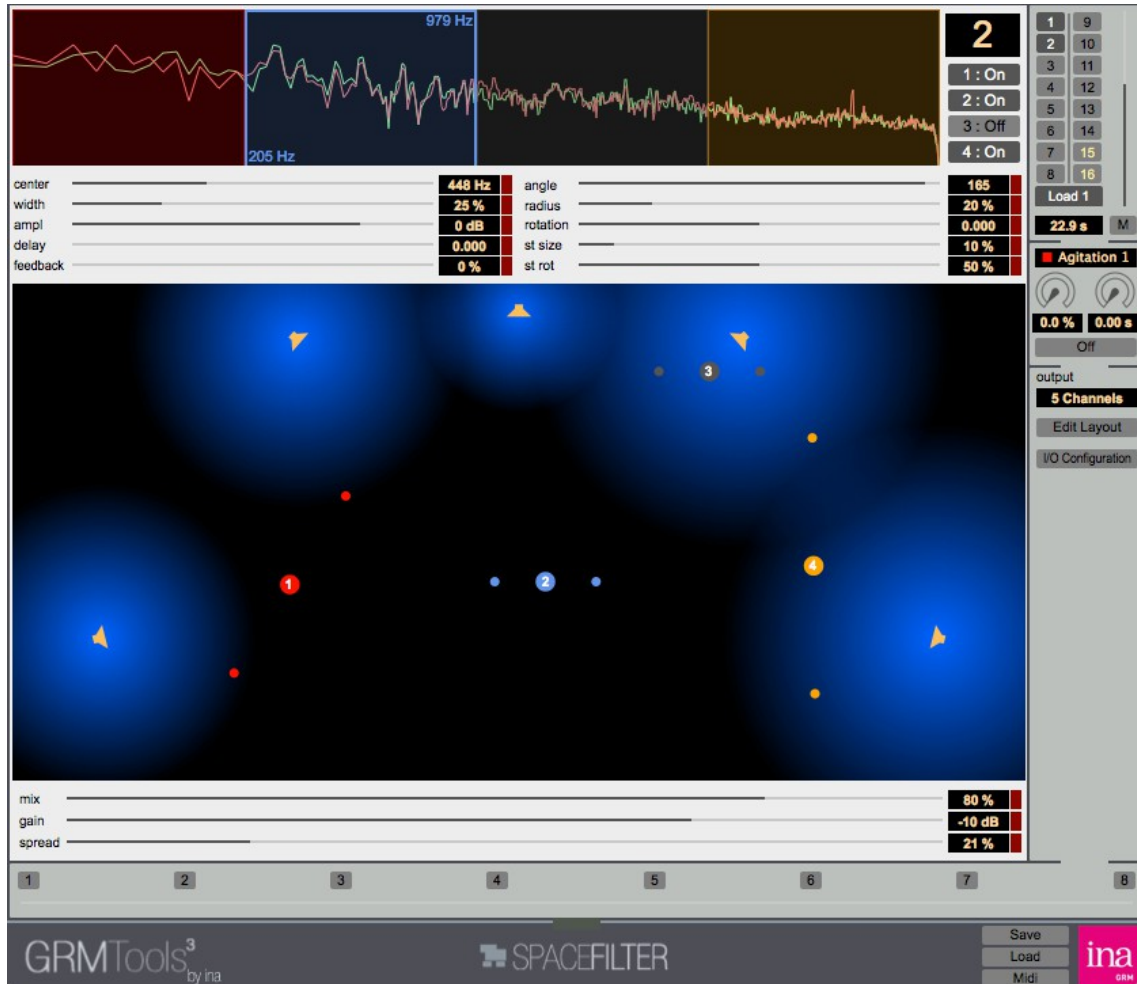 979 Hz
205 Hz
2
1 : On
2 : On
3 : Off
4 : On
1 9
2 10
3 11
4 12
5 13
6 14
7 15
8 16
Load 1
22.9 s M
center 448 Hz angle 165
width 25 % radius 20 %
ampl 0 dB rotation 0.000
delay 0.000 st size 10 %
feedback 0 % st rot 50 %
Agitation 1
0.0 % 0.00 s
Off
output
5 Channels
Edit Layout
I/O Configuration
3
1
2
4
mix 80 %
gain -10 dB
spread 21 %
1 2 3 4 5 6 7 8
GRMTools3
by ina
SPACEFILTER
Save
Load
Midi
ina
GRM